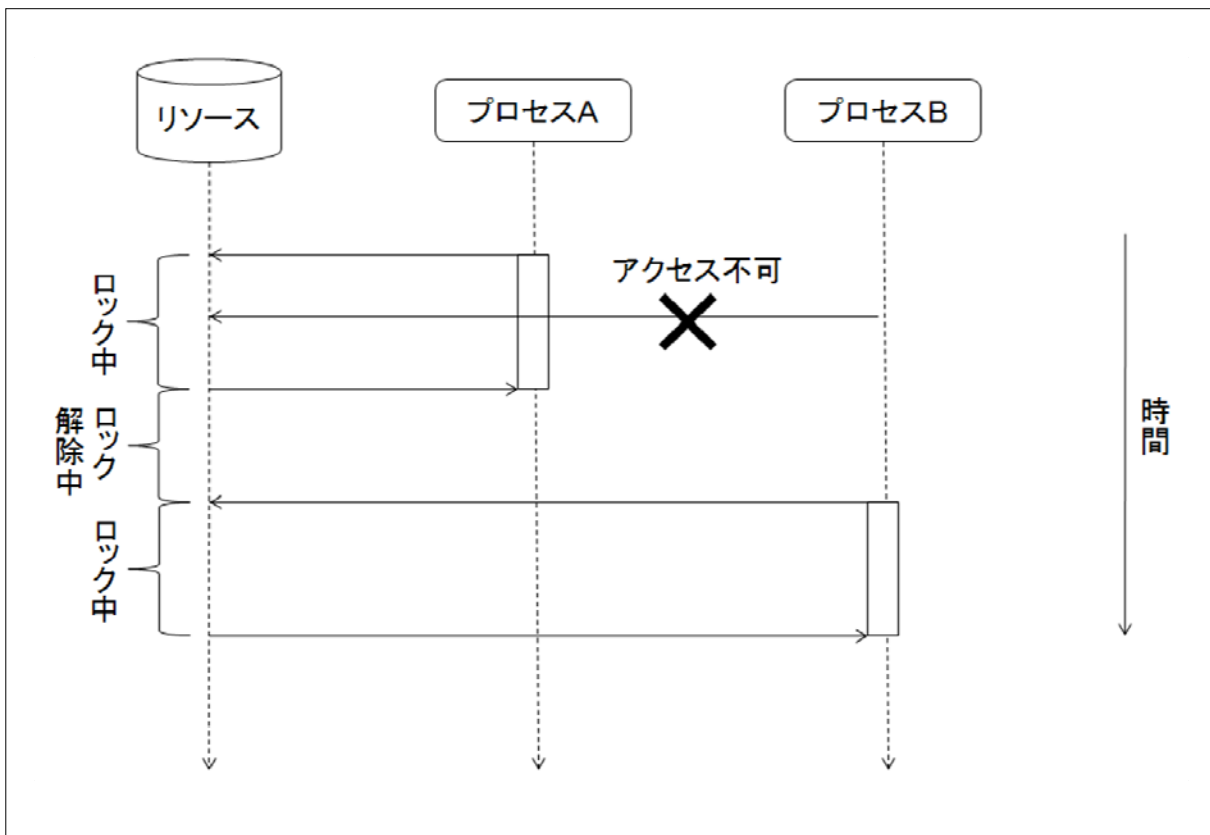 リソース
プロセスA
プロセスB
アクセス不可
ロック中
ロック
解除中
ロック中
時間